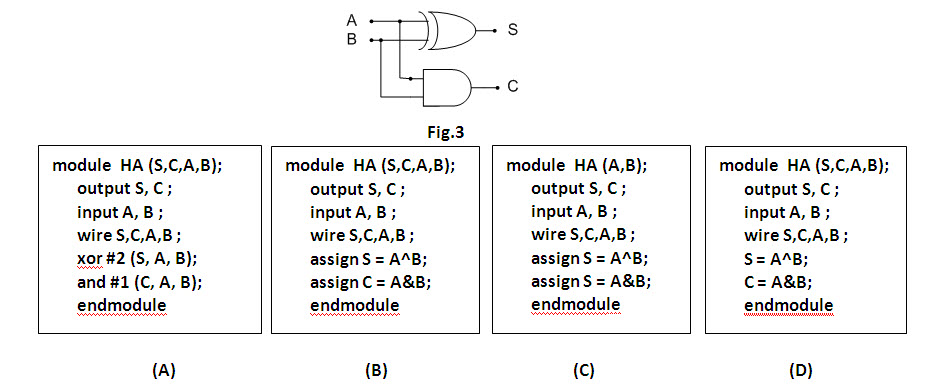 A
B
S
C
Fig.3
module HA (S,C,A,B);
output S, C ;
input A, B ;
wire S,C,A,B ;
xor #2 (S, A, B);
and #1 (C, A, B);
endmodule
(A)
module HA (S,C,A,B);
output S, C ;
input A, B ;
wire S,C,A,B ;
assign S = A^B;
assign C = A&B;
endmodule
(B)
module HA (A,B);
output S, C ;
input A, B ;
wire S,C,A,B ;
assign S = A^B;
assign S = A&B;
endmodule
(C)
module HA (S,C,A,B);
output S, C ;
input A, B ;
wire S,C,A,B ;
S= A^B;
C= A&B;
endmodule
(D)